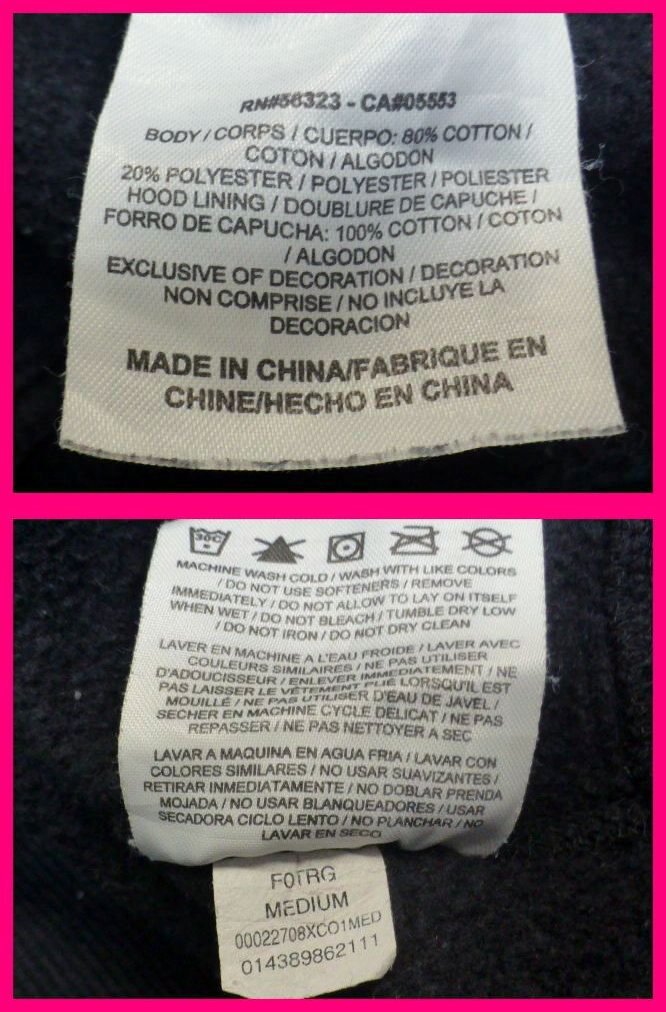 RN#56323 - CA#05553
BODY / CORPS / CUERPO: 80% COTTON /
COTON / ALGODON
20% POLYESTER / POLYESTER / POLIESTER
HOOD LINING / DOUBLURE DE CAPUCHE /
FORRO DE CAPUCHA: 100% COTTON / COTON
/ ALGODON
EXCLUSIVE OF DECORATION / DECORATION
NON COMPRISE / NO INCLUYE LA
DECORACION
MADE IN CHINA/FABRIQUE EN
CHINE/HECHO EN CHINA
30C
MACHINE WASH COLD / WASH WITH LIKE COLORS
/ DO NOT USE SOFTENERS / REMOVE
IMMEDIATELY / DO NOT ALLOW TO LAY ON ITSELF
WHEN WET / DO NOT BLEACH / TUMBLE DRY LOW
/ DO NOT IRON / DO NOT DRY CLEAN
LAVER EN MACHINE A L'EAU FROIDE / LAVER AVEC
COULEURS SIMILAIRES / NE PAS UTILISER
D'ADOUCISSEUR / ENLEVER IMMEDIATEMENT / NE
PAS LAISSER LE VÊTEMENT PLIÉ LORSQU'IL EST
MOUILLÉ / NE PAS UTILISER D'EAU DE JAVEL /
SECHER EN MACHINE CYCLE DELICAT / NE PAS
REPASSER / NE PAS NETTOYER A SEC
LAVAR A MAQUINA EN AGUA FRIA / LAVAR CON
COLORES SIMILARES / NO USAR SUAVIZANTES /
RETIRAR INMEDIATAMENTE / NO DOBLAR PRENDA
MOJADA / NO USAR BLANQUEADORES / USAR
SECADORA CICLO LENTO / NO PLANCHAR / NO
LAVAR EN SECO
F0TRG
MEDIUM
00022708XC01MED
014389862111